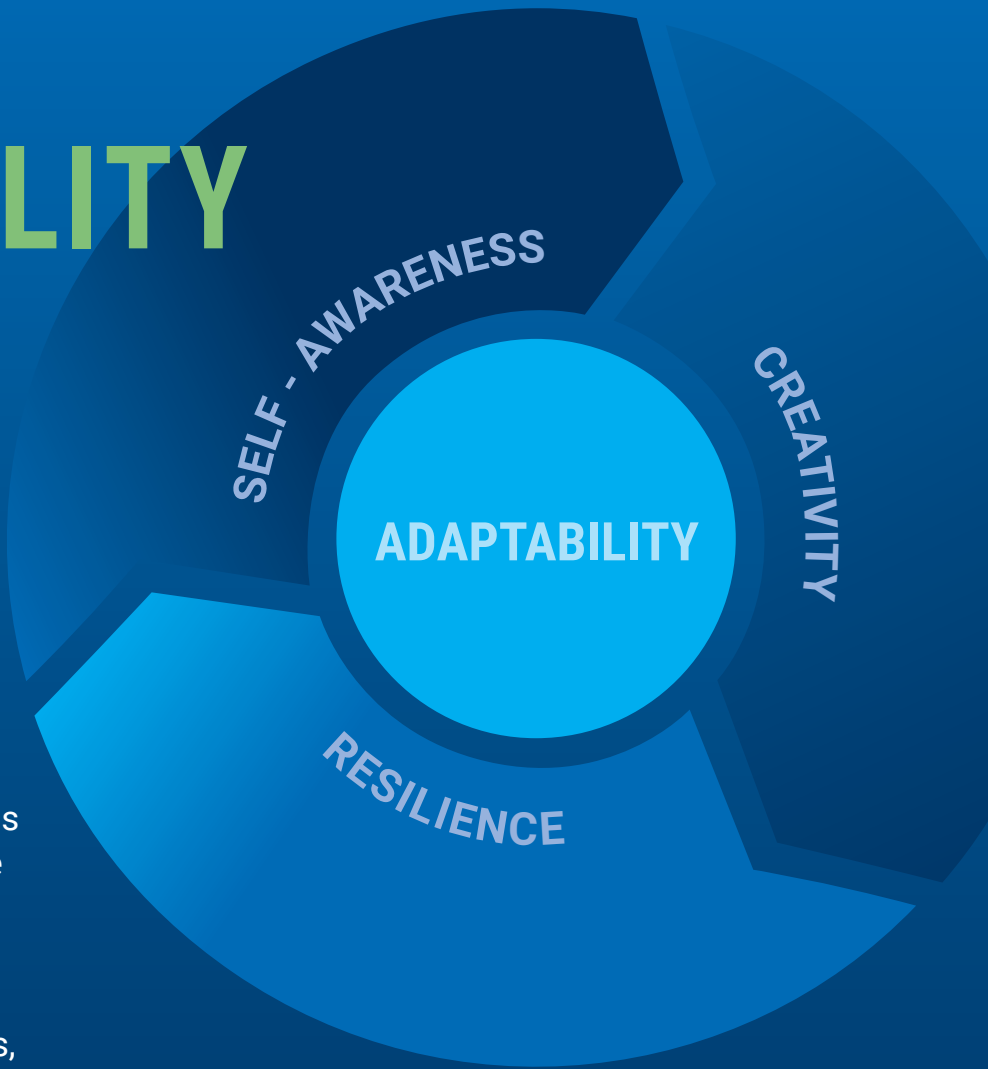 LITY
SELF - AWARENESS
CREATIVITY
ADAPTABILITY
RESILIENCE
s
e
s,